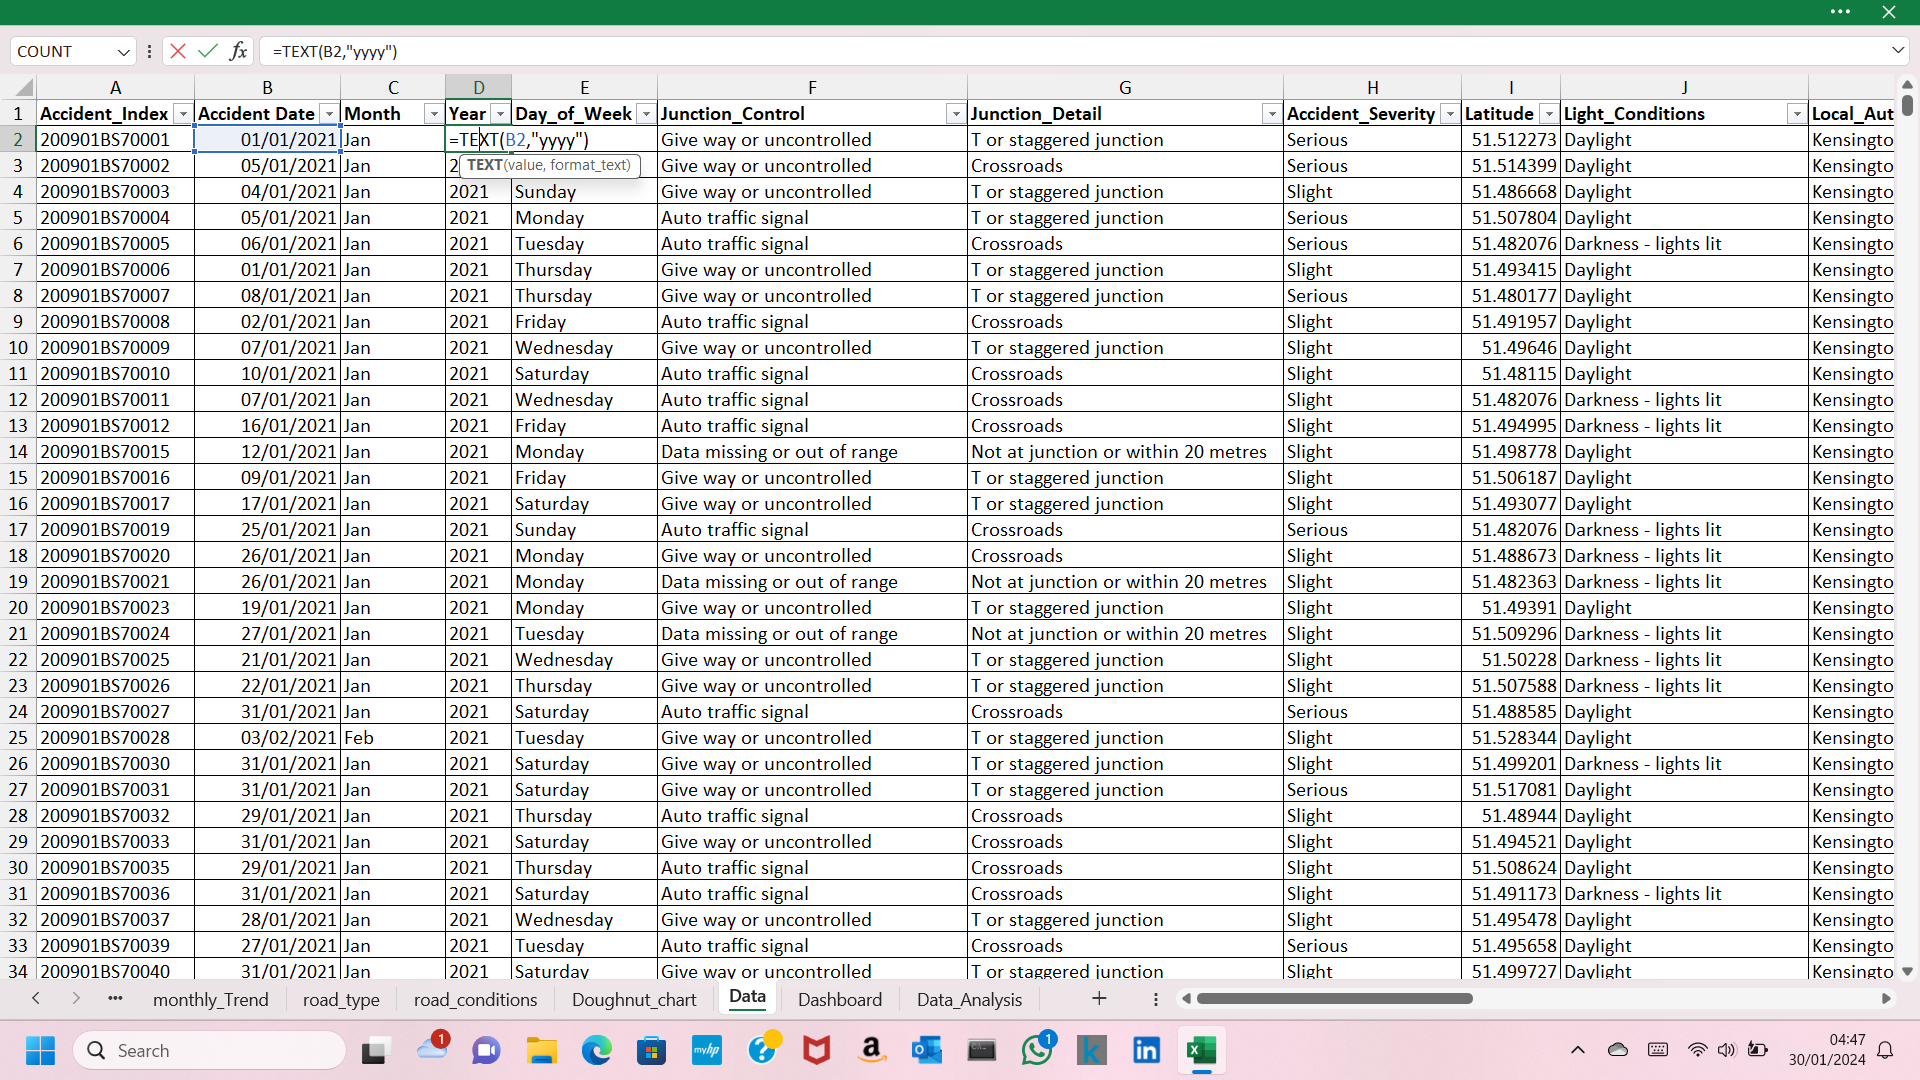 COUNT fx =TEXT(B2,"yyyy")
A B C D E F G H I J
1 Accident_Index Accident Date Month Year Day_of_Week Junction_Control Junction_Detail Accident_Severity Latitude Light_Conditions Local_Aut
2 200901BS70001 01/01/2021 Jan =TEXT(B2,"yyyy") Give way or uncontrolled T or staggered junction Serious 51.512273 Daylight Kensingto
TEXT(value, format_text)
3 200901BS70002 05/01/2021 Jan 2 Give way or uncontrolled Crossroads Serious 51.514399 Daylight Kensingto
4 200901BS70003 04/01/2021 Jan 2021 Sunday Give way or uncontrolled T or staggered junction Slight 51.486668 Daylight Kensingto
5 200901BS70004 05/01/2021 Jan 2021 Monday Auto traffic signal T or staggered junction Serious 51.507804 Daylight Kensingto
6 200901BS70005 06/01/2021 Jan 2021 Tuesday Auto traffic signal Crossroads Serious 51.482076 Darkness - lights lit Kensingto
7 200901BS70006 01/01/2021 Jan 2021 Thursday Give way or uncontrolled T or staggered junction Slight 51.493415 Daylight Kensingto
8 200901BS70007 08/01/2021 Jan 2021 Thursday Give way or uncontrolled T or staggered junction Serious 51.480177 Daylight Kensingto
9 200901BS70008 02/01/2021 Jan 2021 Friday Auto traffic signal Crossroads Slight 51.491957 Daylight Kensingto
10 200901BS70009 07/01/2021 Jan 2021 Wednesday Give way or uncontrolled T or staggered junction Slight 51.49646 Daylight Kensingto
11 200901BS70010 10/01/2021 Jan 2021 Saturday Auto traffic signal Crossroads Slight 51.48115 Daylight Kensingto
12 200901BS70011 07/01/2021 Jan 2021 Wednesday Auto traffic signal Crossroads Slight 51.482076 Darkness - lights lit Kensingto
13 200901BS70012 16/01/2021 Jan 2021 Friday Auto traffic signal Crossroads Slight 51.494995 Darkness - lights lit Kensingto
14 200901BS70015 12/01/2021 Jan 2021 Monday Data missing or out of range Not at junction or within 20 metres Slight 51.498778 Daylight Kensingto
15 200901BS70016 09/01/2021 Jan 2021 Friday Give way or uncontrolled T or staggered junction Slight 51.506187 Daylight Kensingto
16 200901BS70017 17/01/2021 Jan 2021 Saturday Give way or uncontrolled T or staggered junction Slight 51.493077 Daylight Kensingto
17 200901BS70019 25/01/2021 Jan 2021 Sunday Auto traffic signal Crossroads Serious 51.482076 Darkness - lights lit Kensingto
18 200901BS70020 26/01/2021 Jan 2021 Monday Give way or uncontrolled Crossroads Slight 51.488673 Darkness - lights lit Kensingto
19 200901BS70021 26/01/2021 Jan 2021 Monday Data missing or out of range Not at junction or within 20 metres Slight 51.482363 Darkness - lights lit Kensingto
20 200901BS70023 19/01/2021 Jan 2021 Monday Give way or uncontrolled T or staggered junction Slight 51.49391 Daylight Kensingto
21 200901BS70024 27/01/2021 Jan 2021 Tuesday Data missing or out of range Not at junction or within 20 metres Slight 51.509296 Darkness - lights lit Kensingto
22 200901BS70025 21/01/2021 Jan 2021 Wednesday Give way or uncontrolled T or staggered junction Slight 51.50228 Darkness - lights lit Kensingto
23 200901BS70026 22/01/2021 Jan 2021 Thursday Give way or uncontrolled T or staggered junction Slight 51.507588 Darkness - lights lit Kensingto
24 200901BS70027 31/01/2021 Jan 2021 Saturday Auto traffic signal Crossroads Serious 51.488585 Daylight Kensingto
25 200901BS70028 03/02/2021 Feb 2021 Tuesday Give way or uncontrolled T or staggered junction Slight 51.528344 Daylight Kensingto
26 200901BS70030 31/01/2021 Jan 2021 Saturday Give way or uncontrolled T or staggered junction Slight 51.499201 Darkness - lights lit Kensingto
27 200901BS70031 31/01/2021 Jan 2021 Saturday Give way or uncontrolled T or staggered junction Serious 51.517081 Daylight Kensingto
28 200901BS70032 29/01/2021 Jan 2021 Thursday Auto traffic signal Crossroads Slight 51.48944 Daylight Kensingto
29 200901BS70033 31/01/2021 Jan 2021 Saturday Give way or uncontrolled Crossroads Slight 51.494521 Daylight Kensingto
30 200901BS70035 29/01/2021 Jan 2021 Thursday Auto traffic signal Crossroads Slight 51.508624 Daylight Kensingto
31 200901BS70036 31/01/2021 Jan 2021 Saturday Auto traffic signal Crossroads Slight 51.491173 Darkness - lights lit Kensingto
32 200901BS70037 28/01/2021 Jan 2021 Wednesday Give way or uncontrolled T or staggered junction Slight 51.495478 Daylight Kensingto
33 200901BS70039 27/01/2021 Jan 2021 Tuesday Auto traffic signal Crossroads Serious 51.495658 Daylight Kensingto
34 200901BS70040 31/01/2021 Jan 2021 Saturday Give way or uncontrolled T or staggered junction Slight 51.499727 Daylight Kensingto
monthly_Trend road_type road_conditions Doughnut_chart Data Dashboard Data_Analysis
Search 1 myhp ? a 1 k in 04:47
30/01/2024